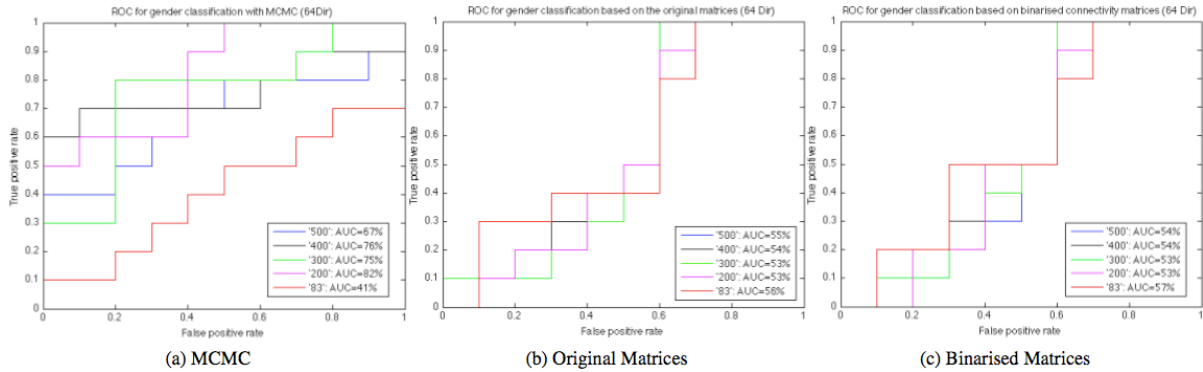 ROC for gender classification with MCMC (64Dir)
1
0.9
0.8
0.7
0.6
0.5
0.4
0.3
0.2
0.1
0
True positive rate
'500': AUC=67%
'400': AUC=76%
'300': AUC=75%
'200': AUC=82%
'83': AUC=41%
0 0.2 0.4 0.6 0.8 1
False positive rate
(a) MCMC
ROC for gender classification based on the original matrices (64 Dir)
1
0.9
0.8
0.7
0.6
0.5
0.4
0.3
0.2
0.1
0
True positive rate
'500': AUC=55%
'400': AUC=54%
'300': AUC=53%
'200': AUC=53%
'83': AUC=56%
0 0.2 0.4 0.6 0.8 1
False positive rate
(b) Original Matrices
ROC for gender classification based on binarised connectivity matrices (64 Dir)
1
0.9
0.8
0.7
0.6
0.5
0.4
0.3
0.2
0.1
0
True positive rate
'500': AUC=54%
'400': AUC=54%
'300': AUC=53%
'200': AUC=53%
'83': AUC=57%
0 0.2 0.4 0.6 0.8 1
False positive rate
(c) Binarised Matrices